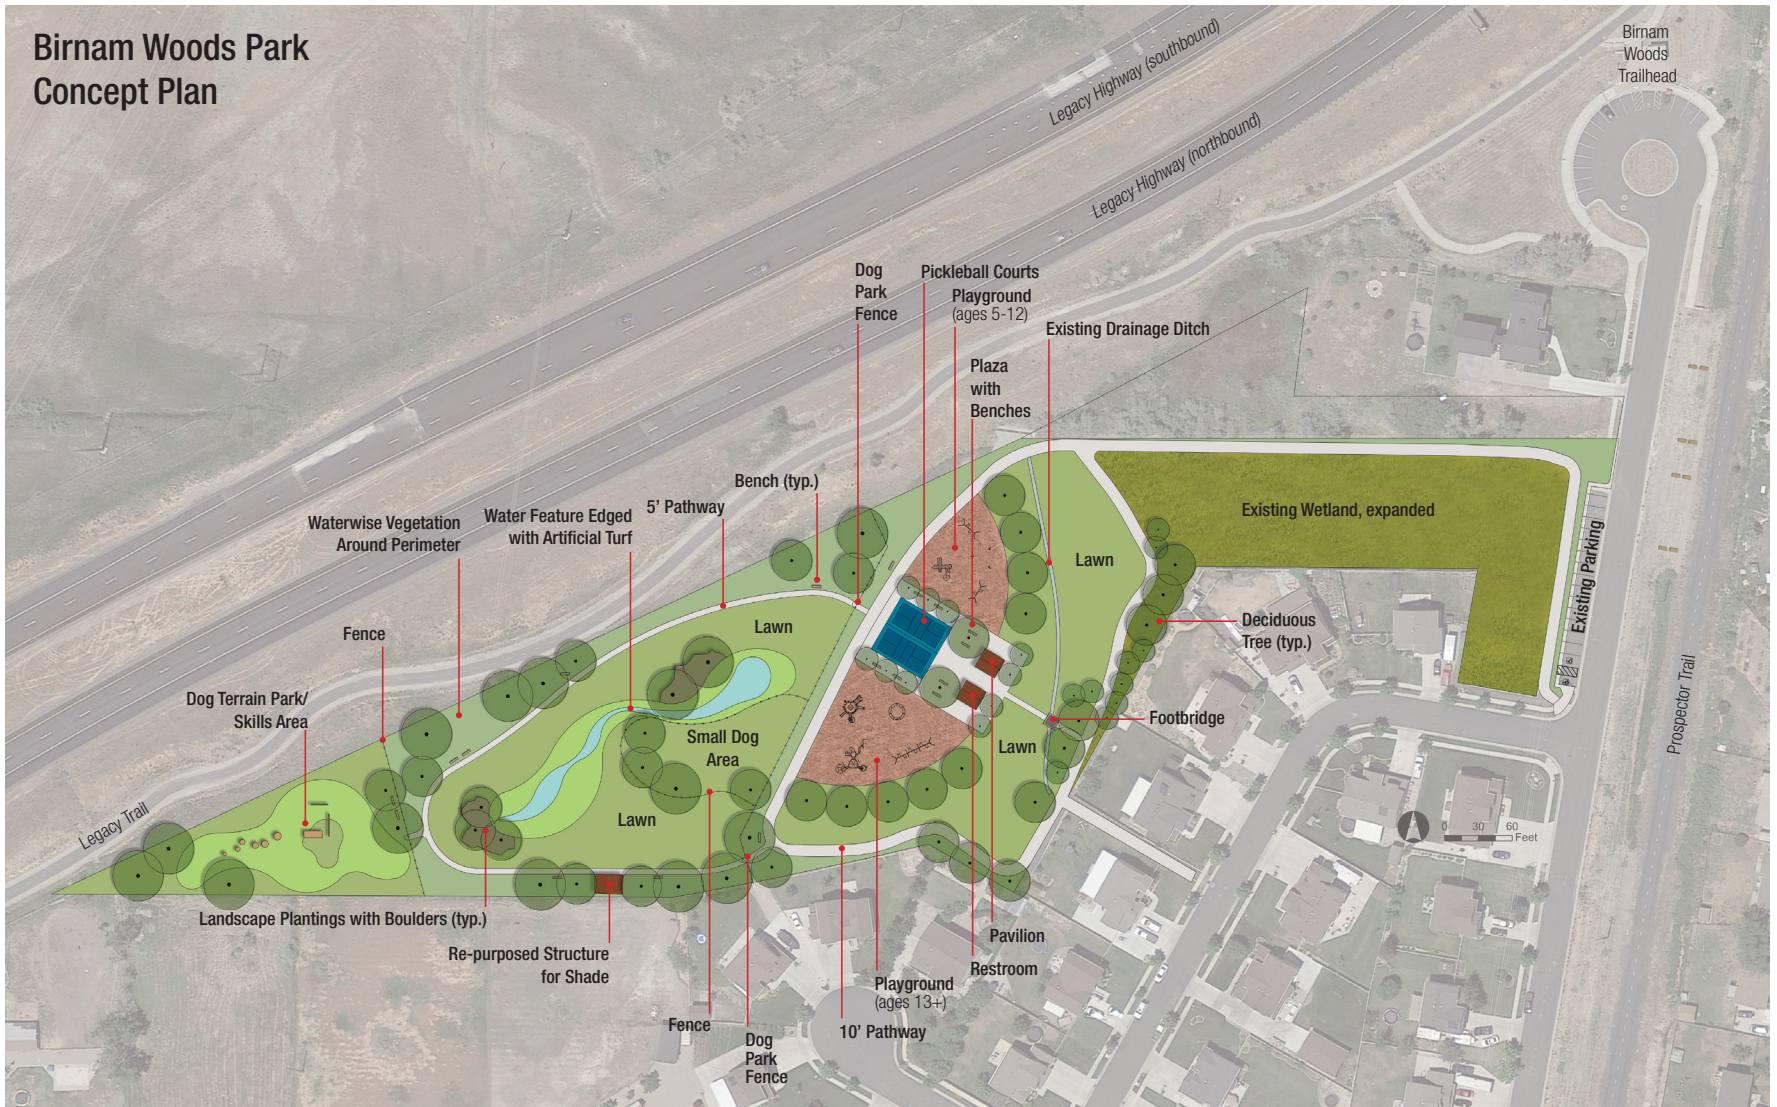 Birnam Woods Park
Concept Plan
Legacy Highway (southbound)
Legacy Highway (northbound)
Birnam
Woods
Trailhead
Dog
Park
Fence
Pickleball Courts
Playground
(ages 5-12)
Existing Drainage Ditch
Plaza
with
Benches
Bench (typ.)
5' Pathway
Water Feature Edged
with Artificial Turf
Waterwise Vegetation
Around Perimeter
Fence
Dog Terrain Park/
Skills Area
Legacy Trail
Lawn
Small Dog
Area
Lawn
Lawn
Lawn
Existing Wetland, expanded
Existing Parking
Deciduous
Tree (typ.)
Footbridge
Prospector Trail
0 30 60
Feet
Landscape Plantings with Boulders (typ.)
Re-purposed Structure
for Shade
Fence
Dog
Park
Fence
10' Pathway
Playground
(ages 13+)
Restroom
Pavilion